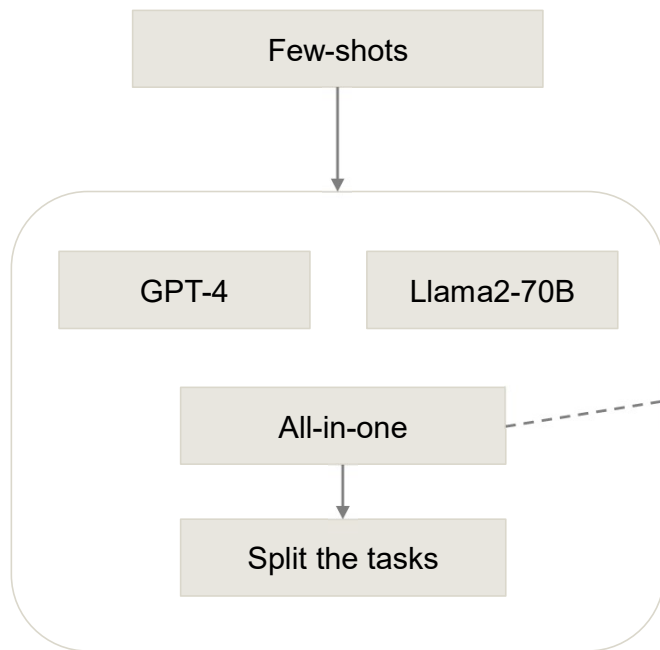 Few-shots
GPT-4
Llama2-70B
All-in-one
Split the tasks